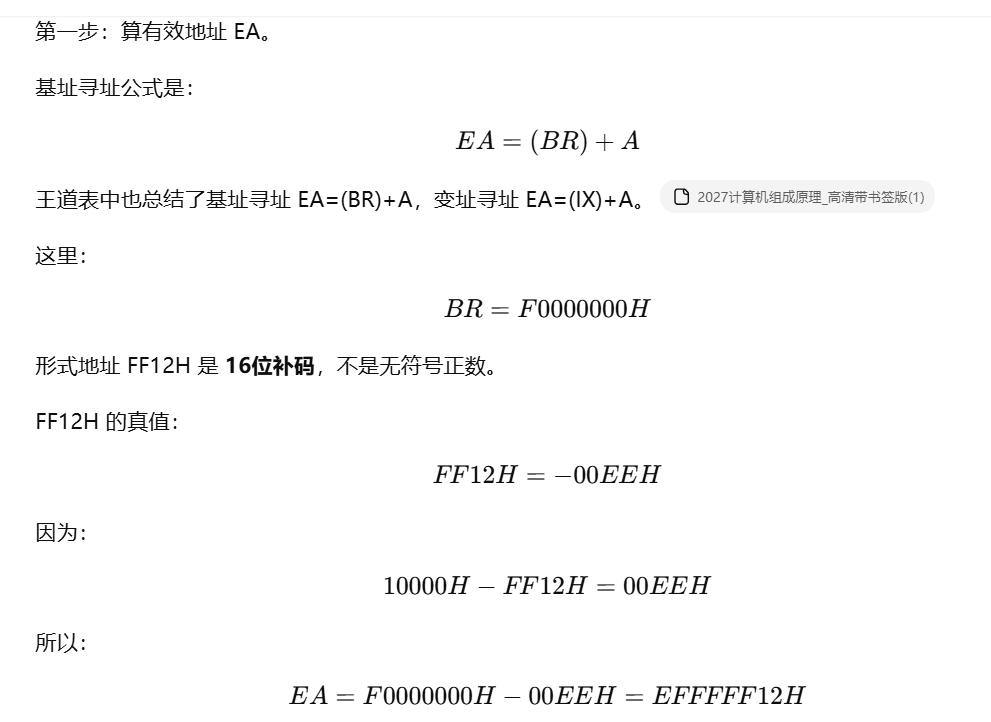 第一步：算有效地址 EA。
基址寻址公式是：
EA = (BR) + A
王道表中也总结了基址寻址 EA=(BR)+A，变址寻址 EA=(IX)+A。 2027计算机组成原理_高清带书签版(1)
这里：
BR = F0000000H
形式地址 FF12H 是 16位补码，不是无符号正数。
FF12H 的真值：
FF12H = −00EEH
因为：
10000H − FF12H = 00EEH
所以：
EA = F0000000H − 00EEH = EFFFFF12H